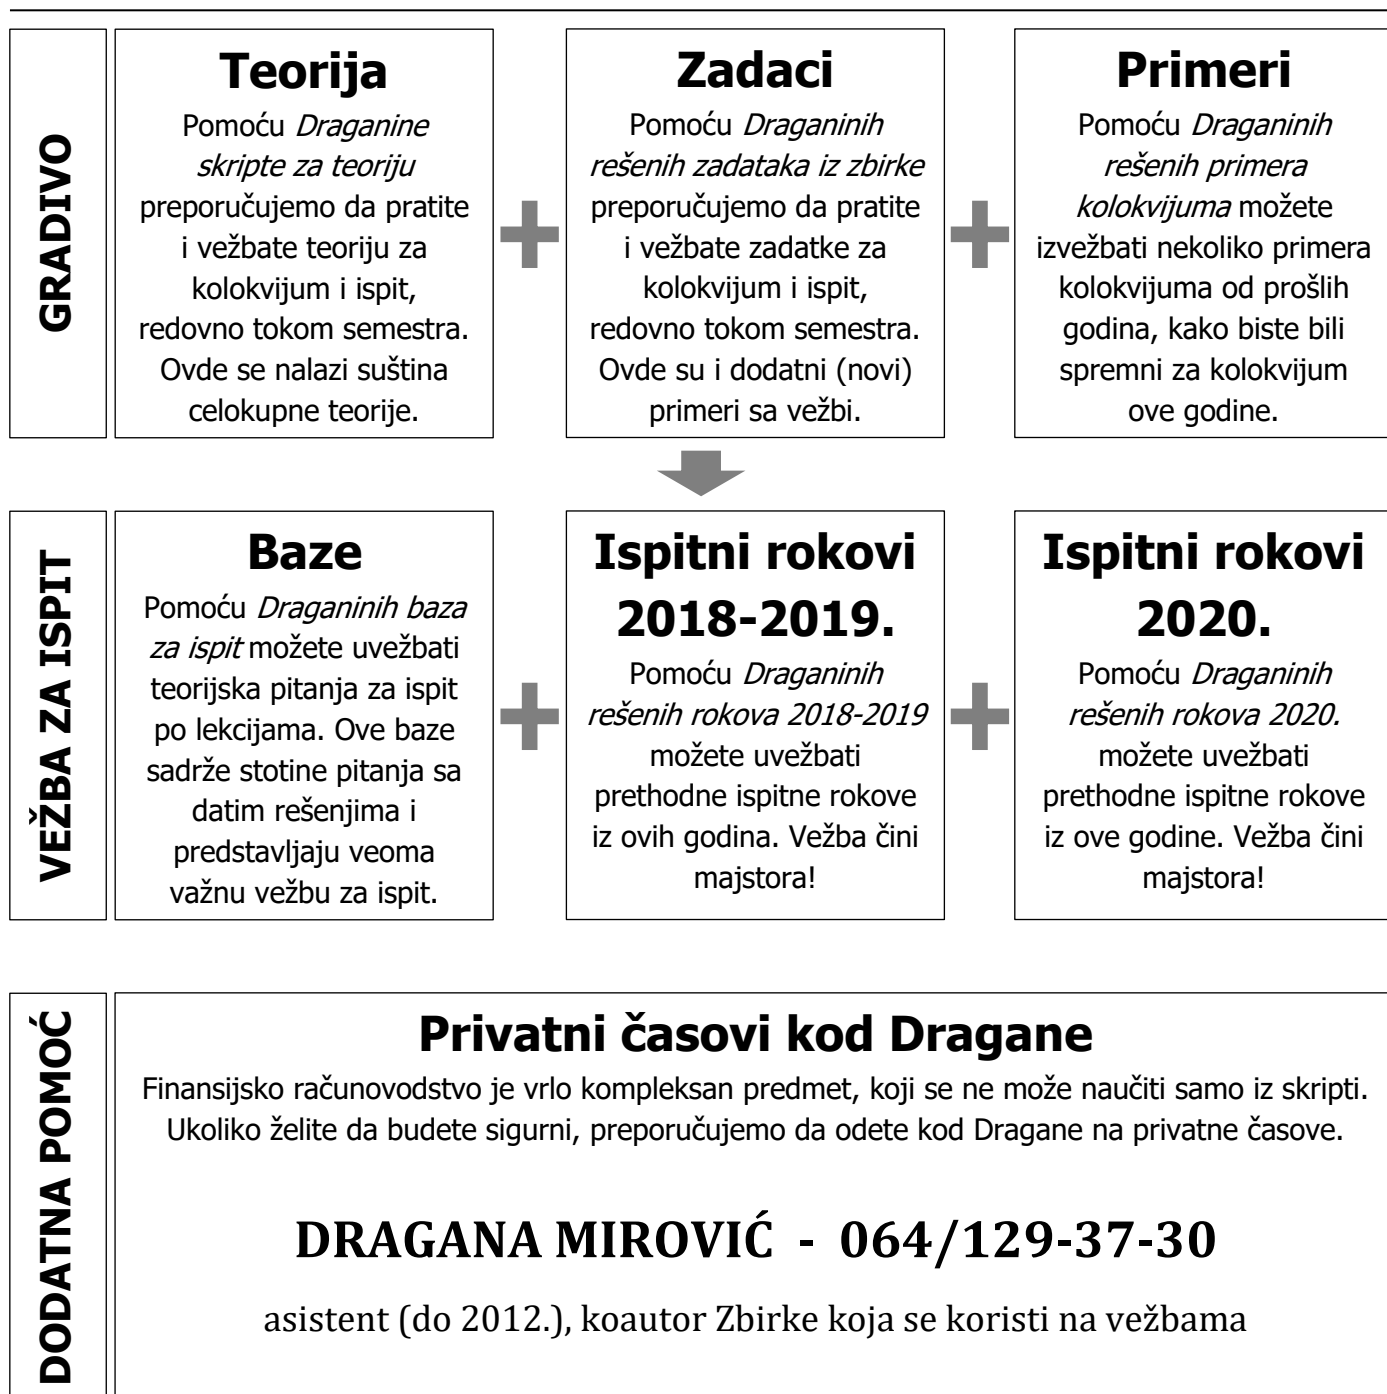 GRADIVO
Teorija
Pomoću Draganine
skripte za teoriju
preporučujemo da pratite
i vežbate teoriju za
kolokvijum i ispit,
redovno tokom semestra.
Ovde se nalazi suština
celokupne teorije.
Zadaci
Pomoću Draganinih
rešenih zadataka iz zbirke
preporučujemo da pratite
i vežbate zadatke za
kolokvijum i ispit,
redovno tokom semestra.
Ovde su i dodatni (novi)
primeri sa vežbi.
Primeri
Pomoću Draganinih
rešenih primera
kolokvijuma možete
izvežbati nekoliko primera
kolokvijuma od prošlih
godina, kako biste bili
spremni za kolokvijum
ove godine.
VEŽBA ZA ISPIT
Baze
Pomoću Draganinih baza
za ispit možete uvežbati
teorijska pitanja za ispit
po lekcijama. Ove baze
sadrže stotine pitanja sa
datim rešenjima i
predstavljaju veoma
važnu vežbu za ispit.
Ispitni rokovi
2018-2019.
Pomoću Draganinih
rešenih rokova 2018-2019
možete uvežbati
prethodne ispitne rokove
iz ovih godina. Vežba čini
majstora!
Ispitni rokovi
2020.
Pomoću Draganinih
rešenih rokova 2020.
možete uvežbati
prethodne ispitne rokove
iz ove godine. Vežba čini
majstora!
DODATNA POMOĆ
Privatni časovi kod Dragane
Finansijsko računovodstvo je vrlo kompleksan predmet, koji se ne može naučiti samo iz skripti.
Ukoliko želite da budete sigurni, preporučujemo da odete kod Dragane na privatne časove.
DRAGANA MIROVIĆ - 064/129-37-30
asistent (do 2012.), koautor Zbirke koja se koristi na vežbama